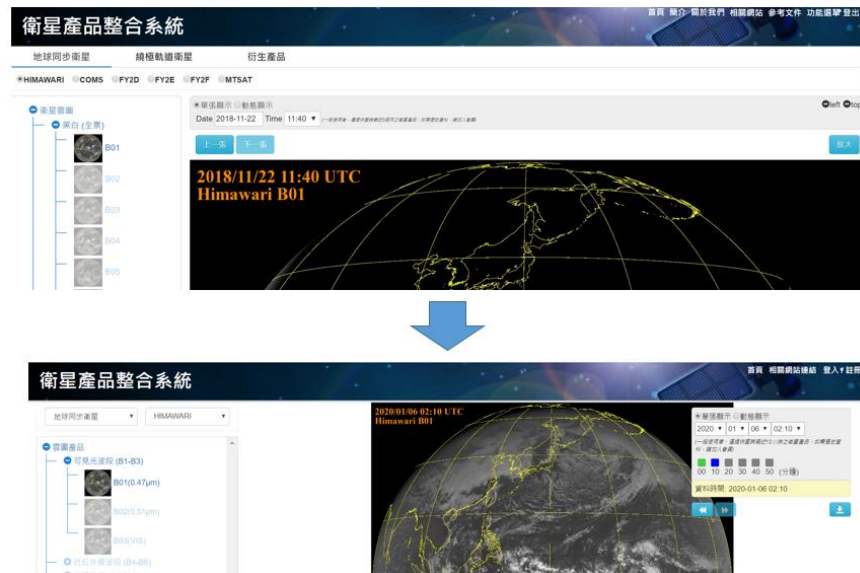 首頁 簡介 關於我們 相關網站 參考文件 功能選單 登出
衛星產品整合系統
地球同步衛星 繞極軌道衛星 衍生產品
HIMAWARI COMS FY2D FY2E FY2F MTSAT
衛星雲圖
黑白 (全景)
B01
B02
B03
B04
B05
單張顯示 動態顯示
left top
Date 2018-11-22 Time 11:40
上一張 下一張
放大
2018/11/22 11:40 UTC
Himawari B01
首頁 相關網站連結 登入
衛星產品整合系統
地球同步衛星 HIMAWARI
雲圖產品
可見光波段 (B1-B3)
B01(0.47μm)
B02(0.51μm)
B03(VIS)
近紅外線波段 (B4-B6)
2020/01/06 02:10 UTC
Himawari B01
單張顯示 動態顯示
2020 01 06 02:10
00 10 20 30 40 50 (分鐘)
資料時間: 2020-01-06 02:10